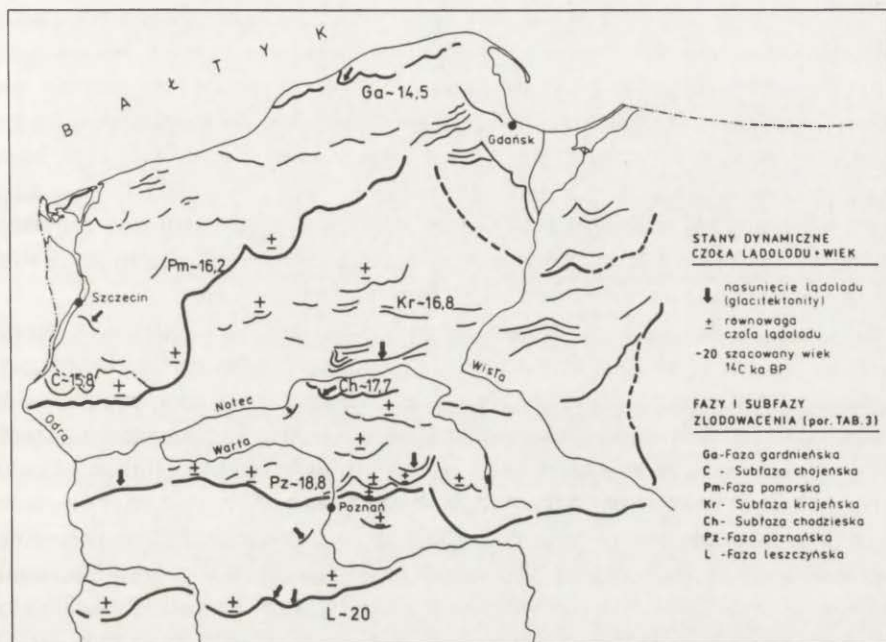 BAŁTYK
Ga~14,5
Gdańsk
Pm~16,2
Szczecin
Kr~16,8
Wisła
C~15,8
Ch~17,7
Noteć
Odra
Warta
Pz~18,8
Poznań
L~20
STANY DYNAMICZNE
CZOŁA LĄDOLODU + WIEK
nasunięcie lądolodu
(glacitektonity)
± równowaga
czoła lądolodu
~20 szacowany wiek
¹⁴C ka BP
FAZY I SUBFAZY
ZLODOWACENIA (por. TAB.3)
Ga-Faza gardnieńska
C - Subfaza chojeńska
Pm-Faza pomorska
Kr - Subfaza krajeńska
Ch- Subfaza chodzieska
Pz-Faza poznańska
L -Faza leszczyńska